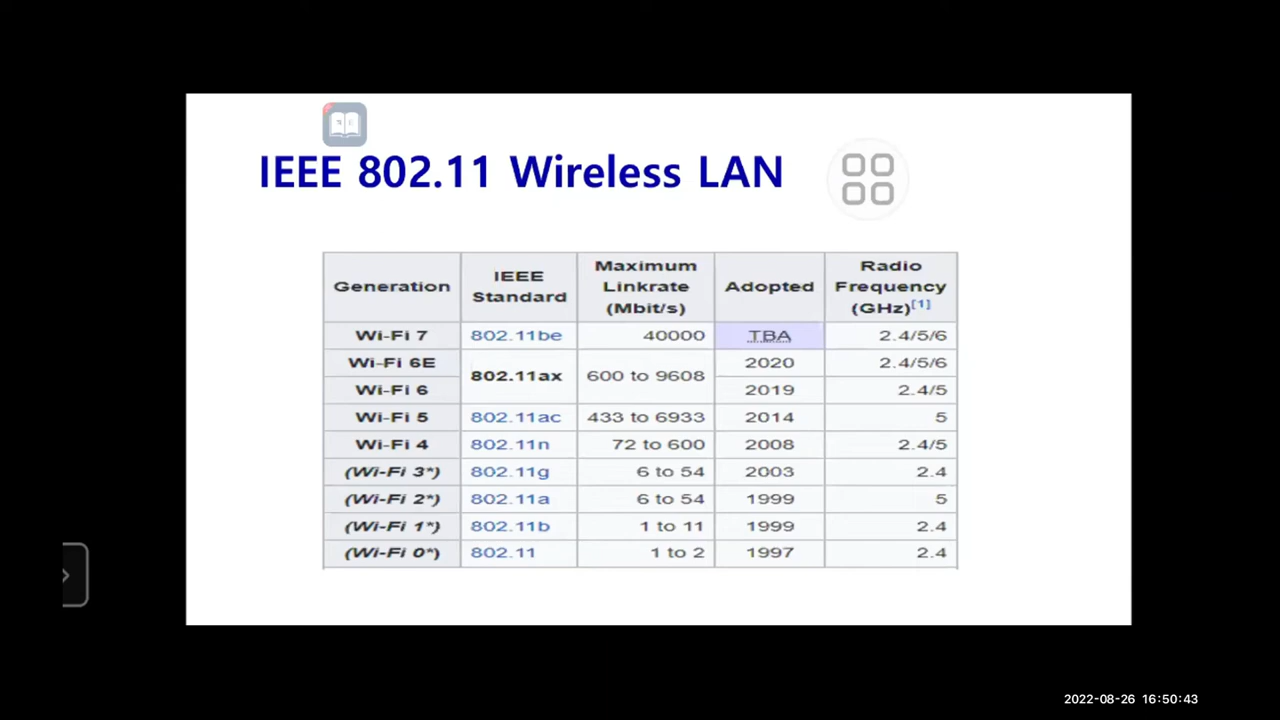 IEEE 802.11 Wireless LAN
Generation IEEE Standard Maximum Linkrate (Mbit/s) Adopted Radio Frequency (GHz)[1]
Wi-Fi 7 802.11be 40000 TBA 2.4/5/6
Wi-Fi 6E 802.11ax 600 to 9608 2020 2.4/5/6
Wi-Fi 6 2019 2.4/5
Wi-Fi 5 802.11ac 433 to 6933 2014 5
Wi-Fi 4 802.11n 72 to 600 2008 2.4/5
(Wi-Fi 3*) 802.11g 6 to 54 2003 2.4
(Wi-Fi 2*) 802.11a 6 to 54 1999 5
(Wi-Fi 1*) 802.11b 1 to 11 1999 2.4
(Wi-Fi 0*) 802.11 1 to 2 1997 2.4
2022-08-26 16:50:43